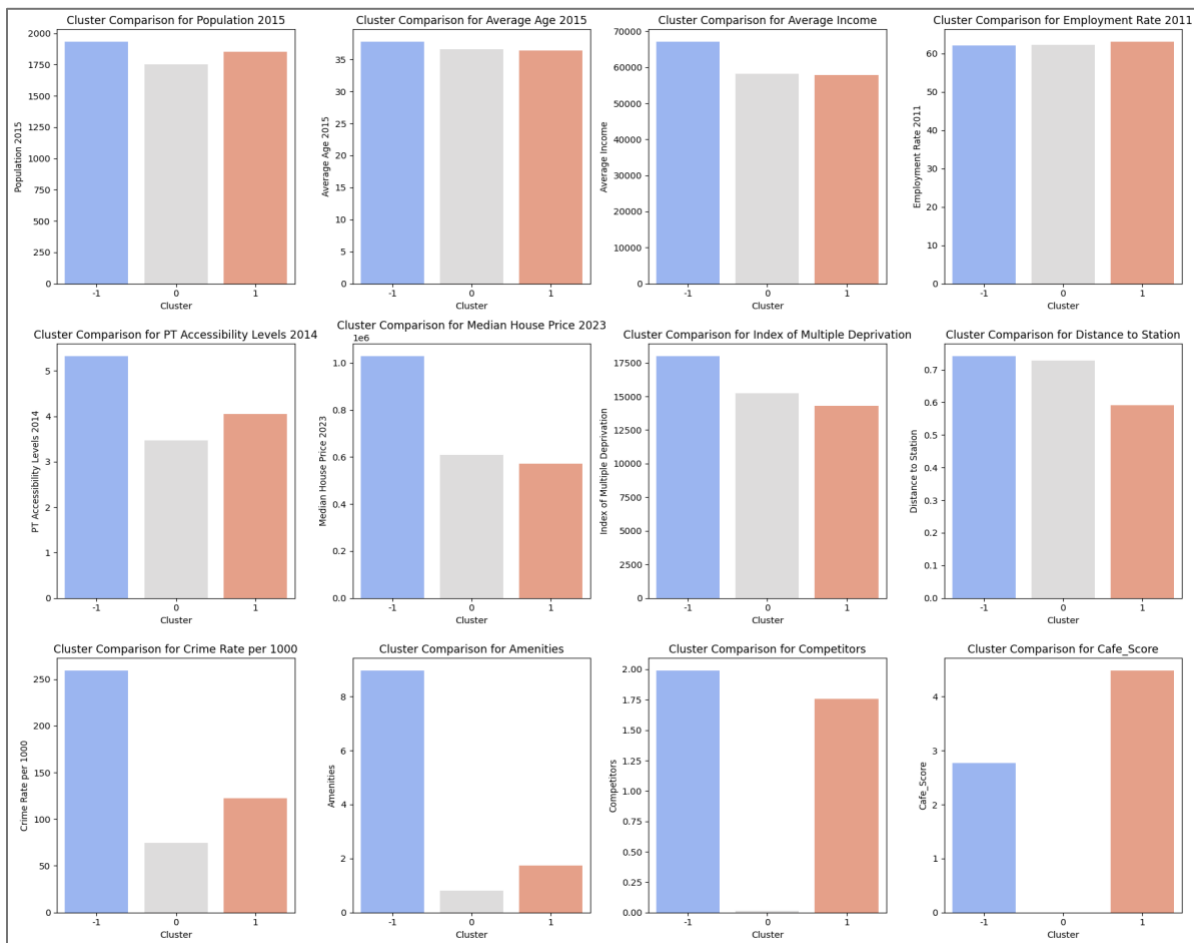 Cluster Comparison for Population 2015
Population 2015
2000
1750
1500
1250
1000
750
500
250
0
-1 0 1
Cluster
Cluster Comparison for Average Age 2015
Average Age 2015
35
30
25
20
15
10
5
0
-1 0 1
Cluster
Cluster Comparison for Average Income
Average Income
70000
60000
50000
40000
30000
20000
10000
0
-1 0 1
Cluster
Cluster Comparison for Employment Rate 2011
Employment Rate 2011
60
50
40
30
20
10
0
-1 0 1
Cluster
Cluster Comparison for PT Accessibility Levels 2014
PT Accessibility Levels 2014
5
4
3
2
1
0
-1 0 1
Cluster
Cluster Comparison for Median House Price 2023
1e6
Median House Price 2023
1.0
0.8
0.6
0.4
0.2
0.0
-1 0 1
Cluster
Cluster Comparison for Index of Multiple Deprivation
Index of Multiple Deprivation
17500
15000
12500
10000
7500
5000
2500
0
-1 0 1
Cluster
Cluster Comparison for Distance to Station
Distance to Station
0.7
0.6
0.5
0.4
0.3
0.2
0.1
0.0
-1 0 1
Cluster
Cluster Comparison for Crime Rate per 1000
Crime Rate per 1000
250
200
150
100
50
0
-1 0 1
Cluster
Cluster Comparison for Amenities
Amenities
8
6
4
2
0
-1 0 1
Cluster
Cluster Comparison for Competitors
Competitors
2.00
1.75
1.50
1.25
1.00
0.75
0.50
0.25
0.00
-1 0 1
Cluster
Cluster Comparison for Cafe_Score
Cafe_Score
4
3
2
1
0
-1 0 1
Cluster